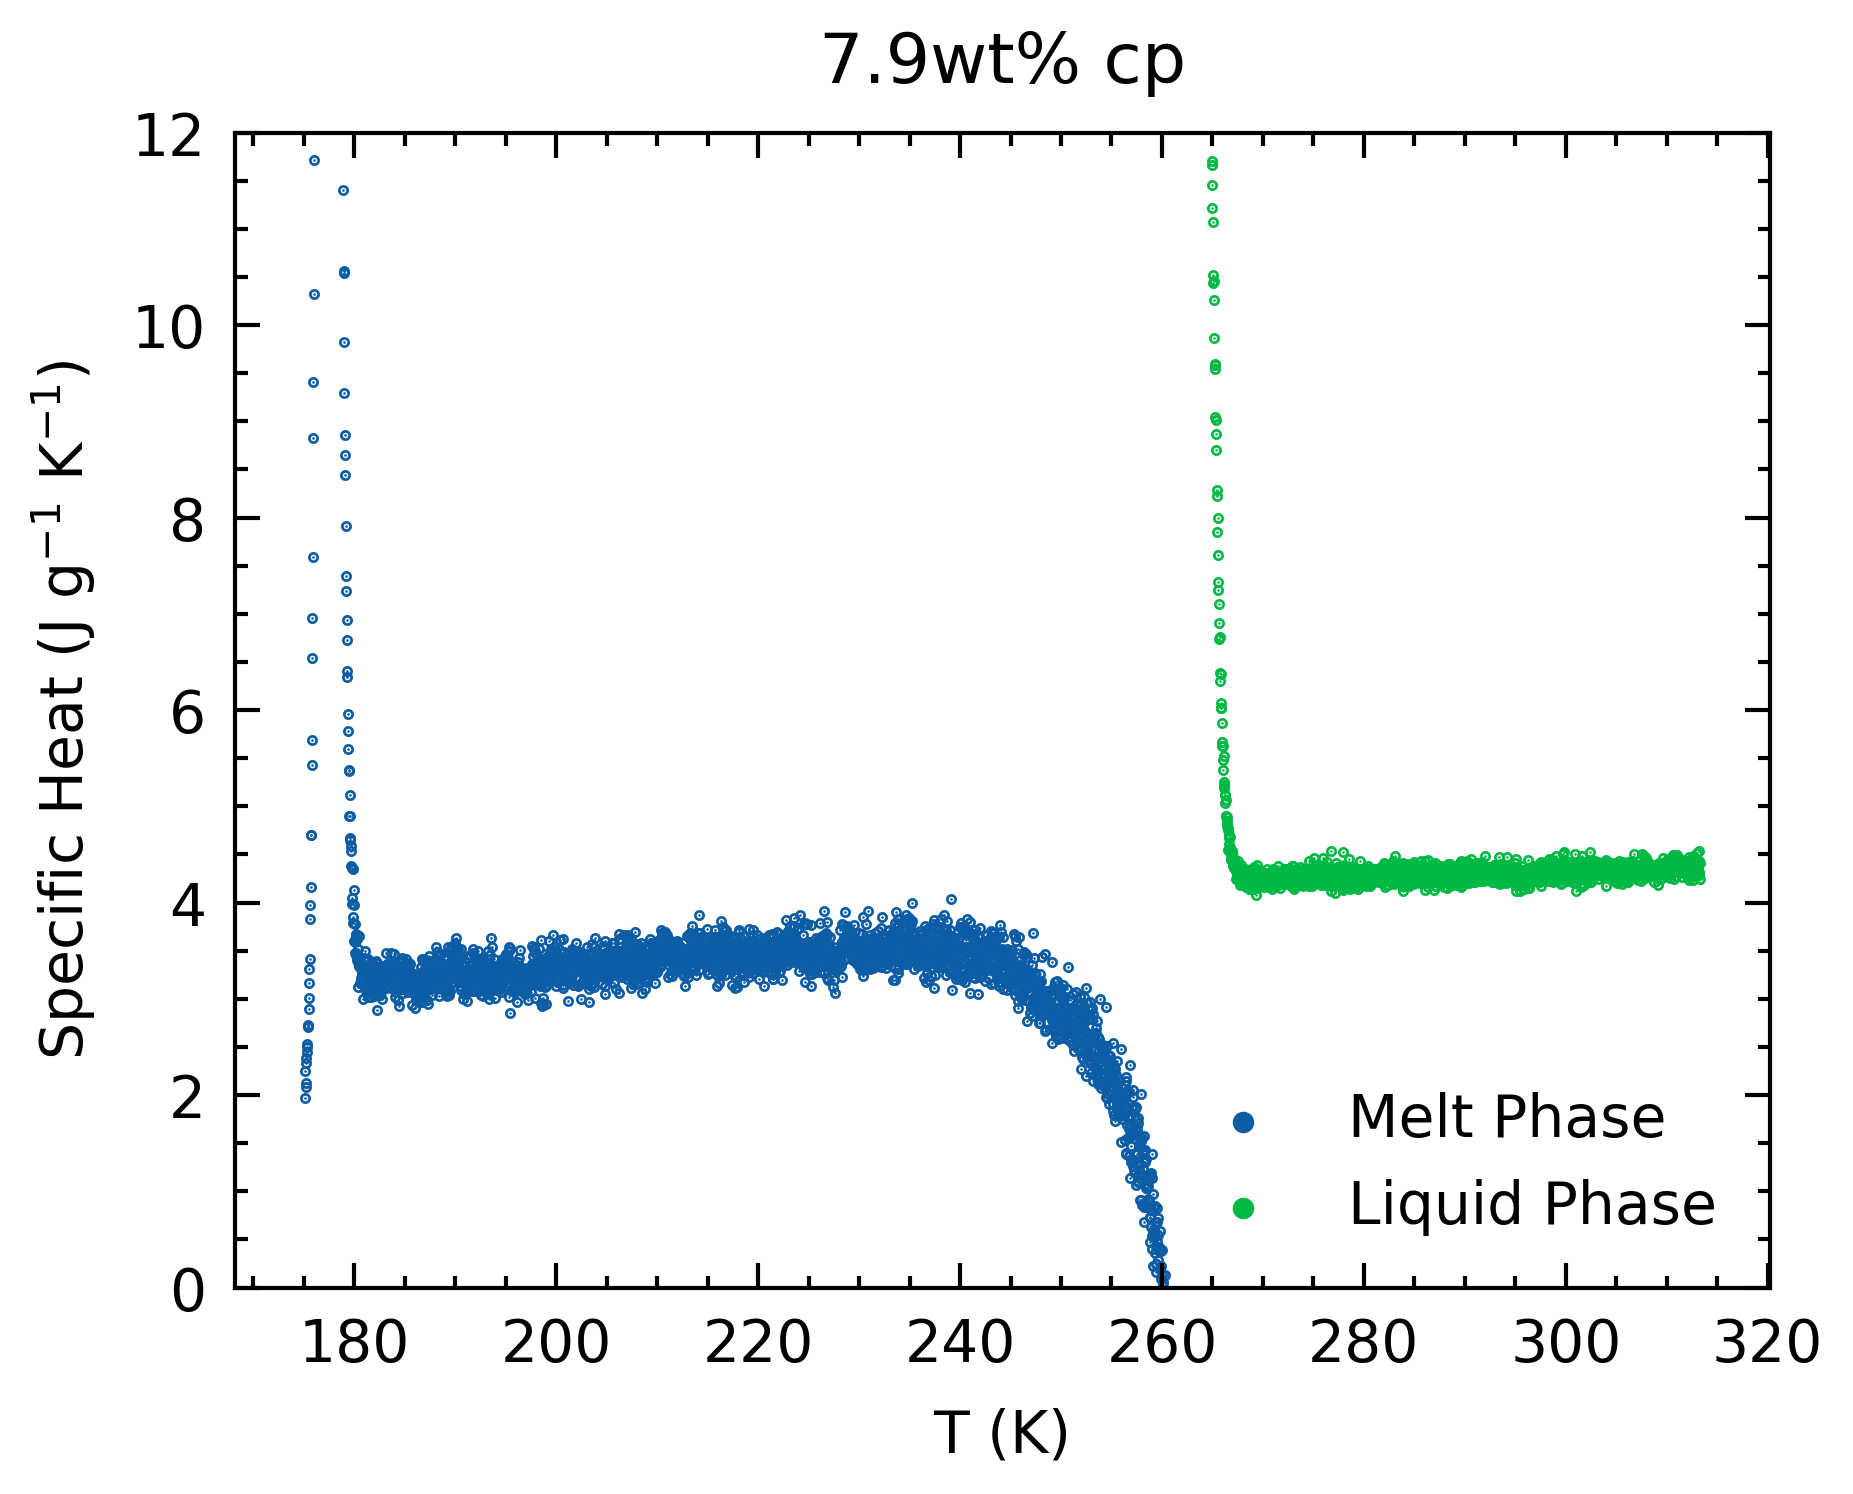 7.9wt% cp
12
10
8
6
4
2
0
Specific Heat (J g⁻¹ K⁻¹)
Melt Phase
Liquid Phase
180 200 220 240 260 280 300 320
T (K)